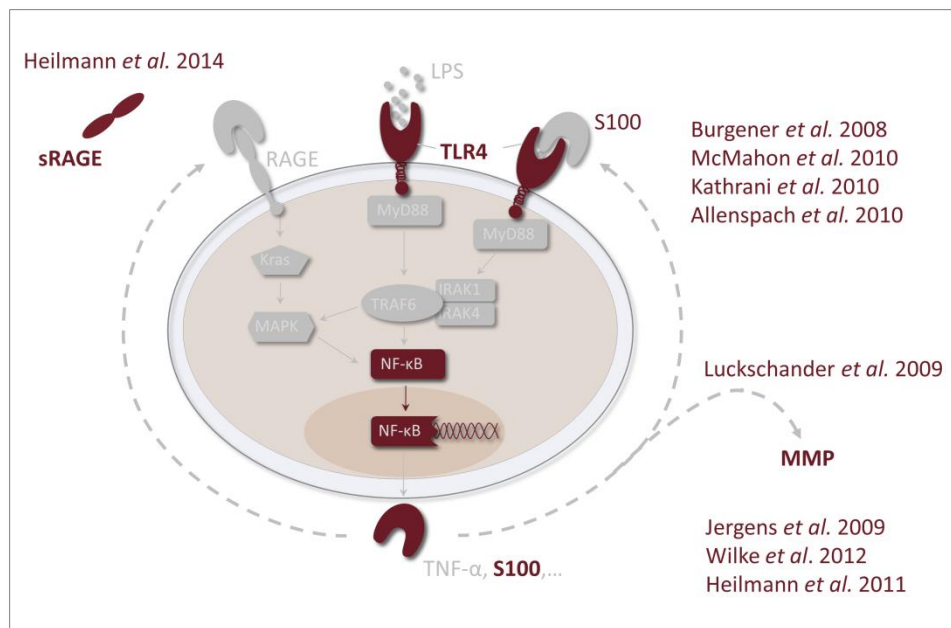 Heilmann et al. 2014
sRAGE
RAGE
LPS
TLR4
S100
Burgener et al. 2008
McMahon et al. 2010
Kathrani et al. 2010
Allenspach et al. 2010
MyD88
MyD88
Kras
MAPK
TRAF6
IRAK1
IRAK4
NF-κB
NF-κB
Luckschander et al. 2009
MMP
TNF-α, S100,...
Jergens et al. 2009
Wilke et al. 2012
Heilmann et al. 2011